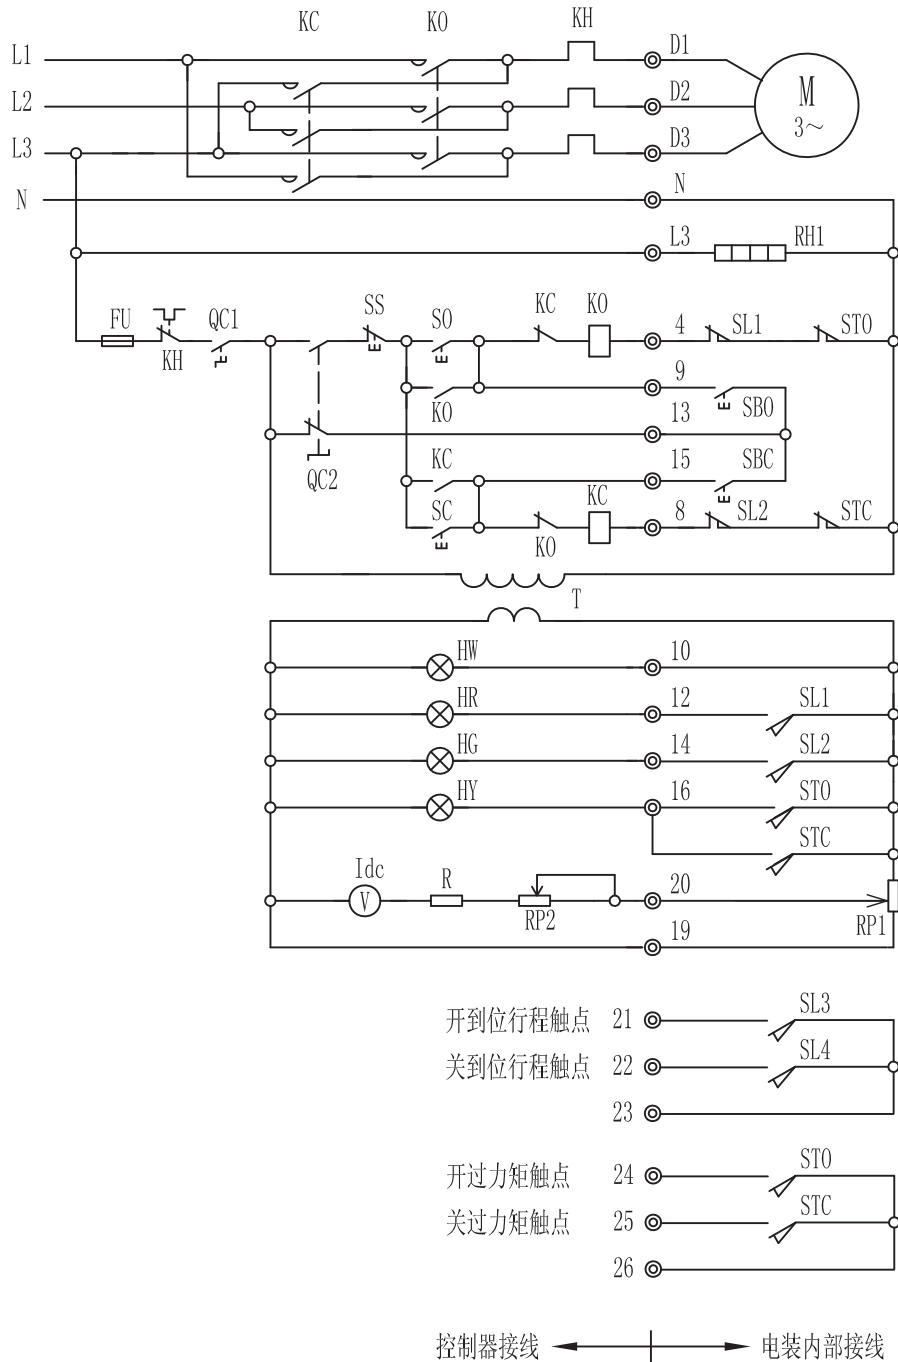 KC KO KH
L1 D1
L2 D2 M
L3 D3 3～
N N
L3 RH1
FU KH QC1 SS SO KC KO 4 SL1 STO
KO 9 SBO
13
QC2 KC 15 SBC
SC KO KC 8 SL2 STC
T
HW 10
HR 12 SL1
HG 14 SL2
HY 16 STO
STC
Idc V R RP2 20 RP1
19
开到位行程触点 21 SL3
关到位行程触点 22 SL4
23
开过力矩触点 24 STO
关过力矩触点 25 STC
26
控制器接线 电装内部接线